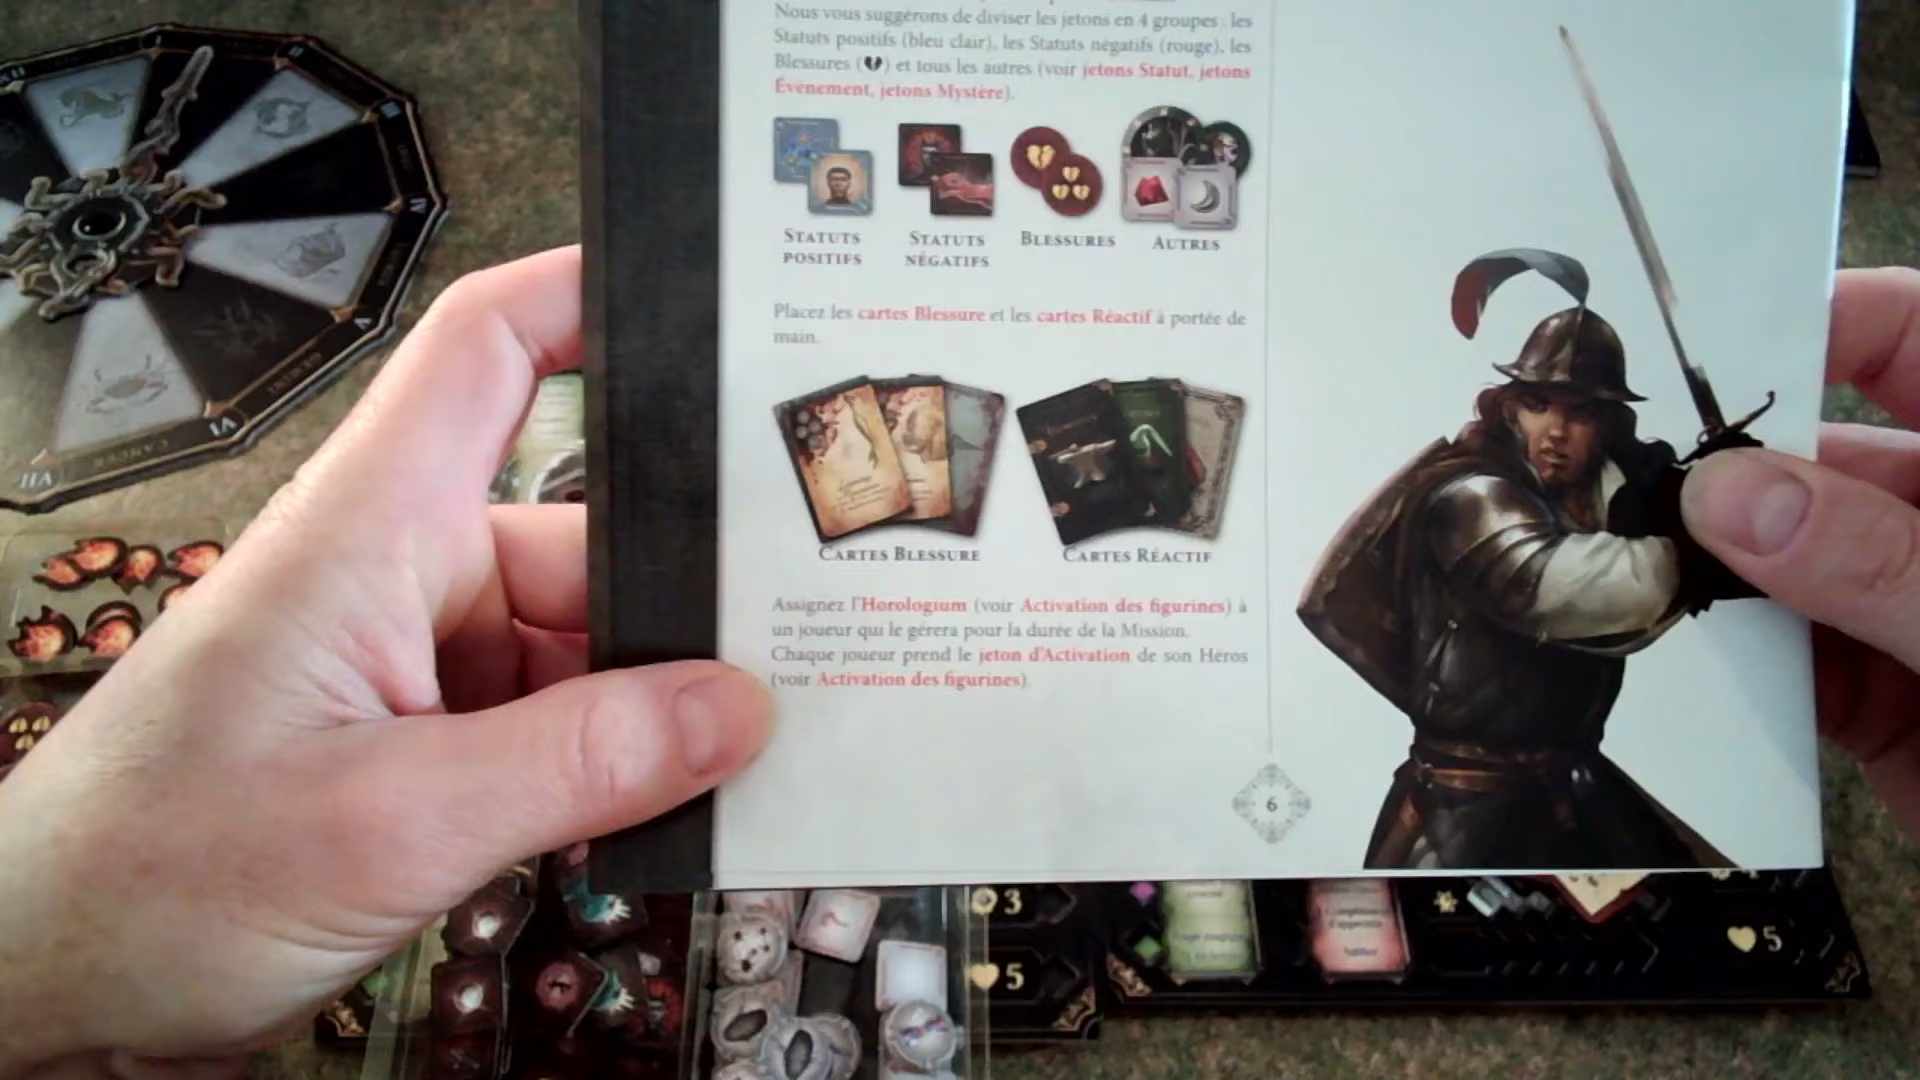 Nous vous suggérons de diviser les jetons en 4 groupes : les
Statuts positifs (bleu clair), les Statuts négatifs (rouge), les
Blessures ( ) et tous les autres (voir jetons Statut, jetons
Évènement, jetons Mystère).
STATUTS POSITIFS
STATUTS NÉGATIFS
BLESSURES
AUTRES
Placez les cartes Blessure et les cartes Réactif à portée de
main.
CARTES BLESSURE
CARTES RÉACTIF
Assignez l'Horologium (voir Activation des figurines) à
un joueur qui le gérera pour la durée de la Mission.
Chaque joueur prend le jeton d'Activation de son Héros
(voir Activation des figurines).
6
II
III
IV
V
VI
VII
CANCER
3
5
5